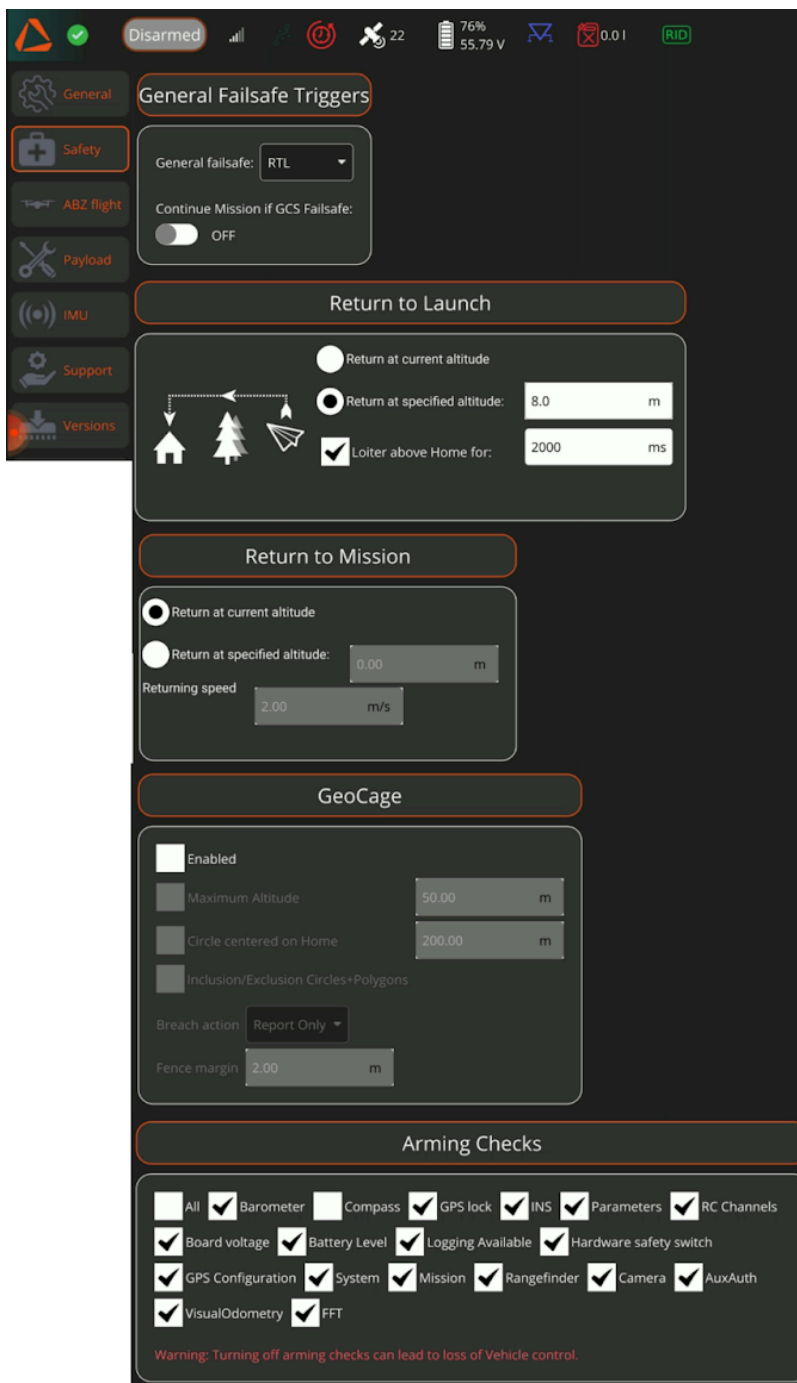 Disarmed 22 76% 55.79 V 0.0 l RID
General
Safety
ABZ flight
Payload
IMU
Support
Versions
General Failsafe Triggers
General failsafe: RTL
Continue Mission if GCS Failsafe:
OFF
Return to Launch
Return at current altitude
Return at specified altitude: 8.0 m
Loiter above Home for: 2000 ms
Return to Mission
Return at current altitude
Return at specified altitude: 0.00 m
Returning speed 2.00 m/s
GeoCage
Enabled
Maximum Altitude 50.00 m
Circle centered on Home 200.00 m
Inclusion/Exclusion Circles+Polygons
Breach action Report Only
Fence margin 2.00 m
Arming Checks
All Barometer Compass GPS lock INS Parameters RC Channels
Board voltage Battery Level Logging Available Hardware safety switch
GPS Configuration System Mission Rangefinder Camera AuxAuth
VisualOdometry FFT
Warning: Turning off arming checks can lead to loss of Vehicle control.